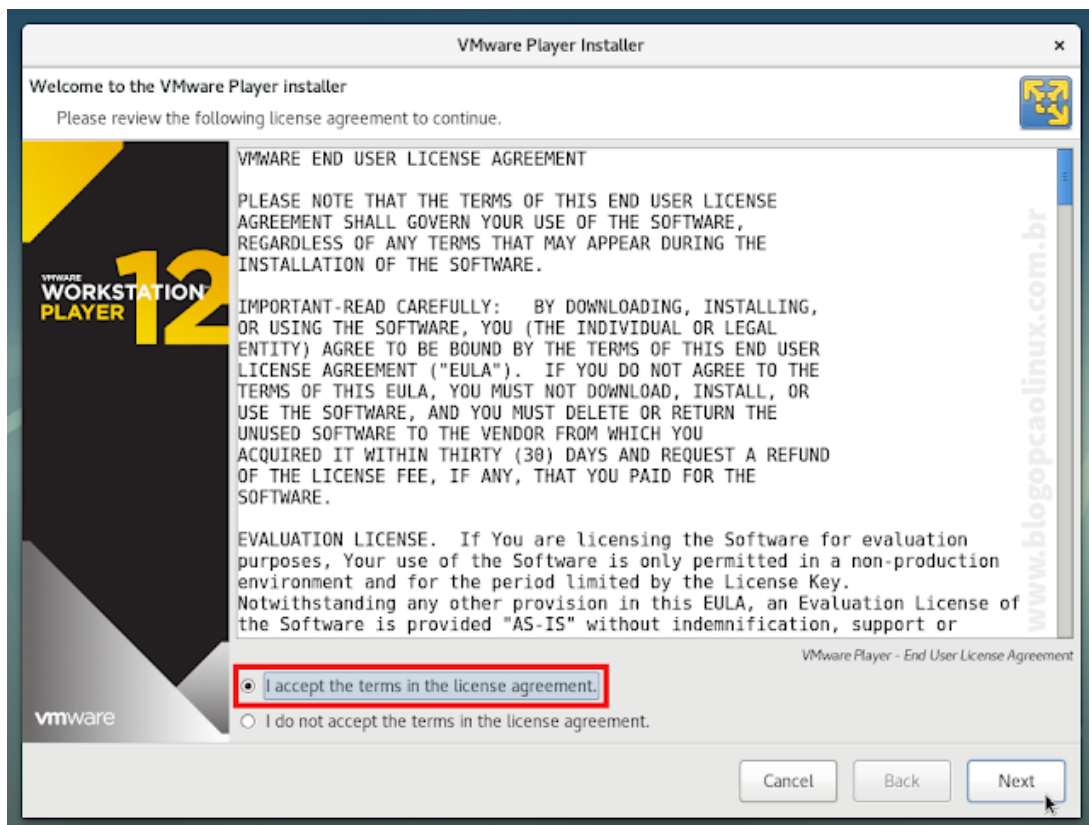 VMware Player Installer
×
Welcome to the VMware Player installer
Please review the following license agreement to continue.
VMWARE
WORKSTATION
PLAYER
12
VMWARE END USER LICENSE AGREEMENT
PLEASE NOTE THAT THE TERMS OF THIS END USER LICENSE
AGREEMENT SHALL GOVERN YOUR USE OF THE SOFTWARE,
REGARDLESS OF ANY TERMS THAT MAY APPEAR DURING THE
INSTALLATION OF THE SOFTWARE.
IMPORTANT-READ CAREFULLY:   BY DOWNLOADING, INSTALLING,
OR USING THE SOFTWARE, YOU (THE INDIVIDUAL OR LEGAL
ENTITY) AGREE TO BE BOUND BY THE TERMS OF THIS END USER
LICENSE AGREEMENT ("EULA").  IF YOU DO NOT AGREE TO THE
TERMS OF THIS EULA, YOU MUST NOT DOWNLOAD, INSTALL, OR
USE THE SOFTWARE, AND YOU MUST DELETE OR RETURN THE
UNUSED SOFTWARE TO THE VENDOR FROM WHICH YOU
ACQUIRED IT WITHIN THIRTY (30) DAYS AND REQUEST A REFUND
OF THE LICENSE FEE, IF ANY, THAT YOU PAID FOR THE
SOFTWARE.
EVALUATION LICENSE.  If You are licensing the Software for evaluation
purposes, Your use of the Software is only permitted in a non-production
environment and for the period limited by the License Key.
Notwithstanding any other provision in this EULA, an Evaluation License of
the Software is provided "AS-IS" without indemnification, support or
www.blogopcaolinux.com.br
VMware Player - End User License Agreement
I accept the terms in the license agreement.
I do not accept the terms in the license agreement.
vmware
Cancel
Back
Next